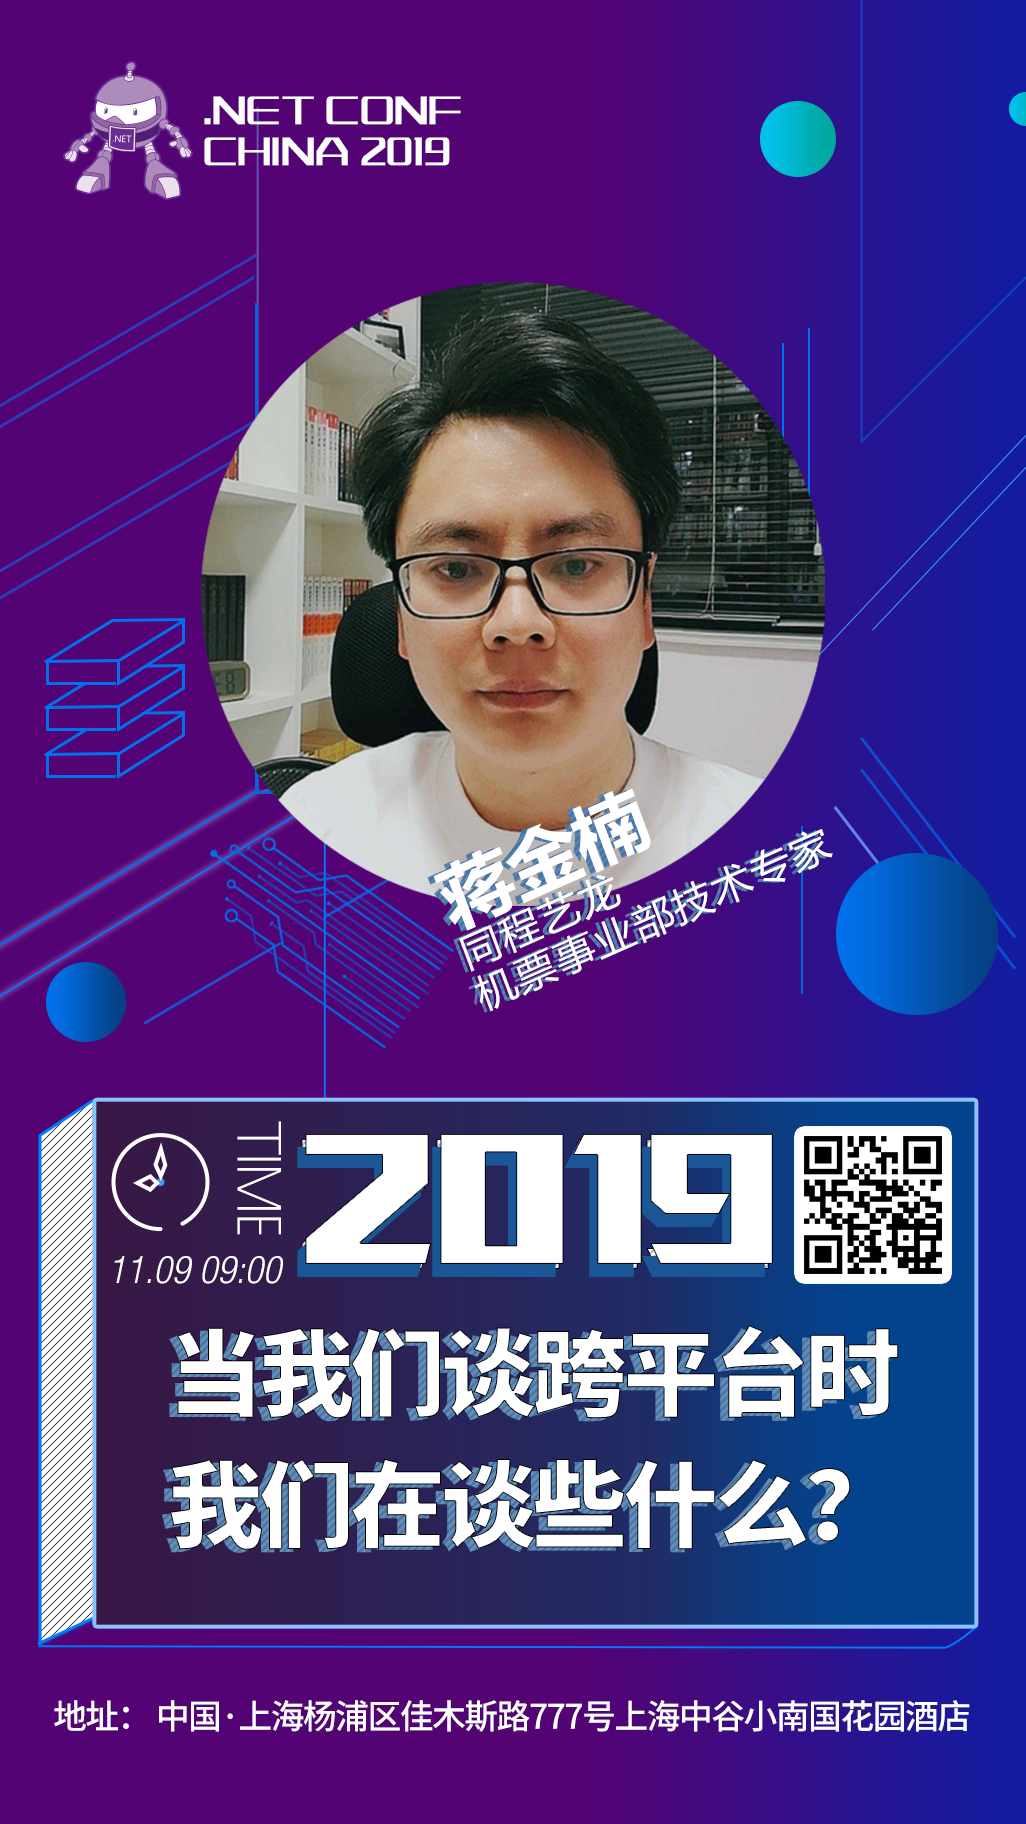 .NET
.NET CONF
CHINA 2019
蒋金楠
同程艺龙
机票事业部技术专家
TIME
2019
11.09 09:00
当我们谈跨平台时
我们在谈些什么?
地址： 中国·上海杨浦区佳木斯路777号上海中谷小南国花园酒店